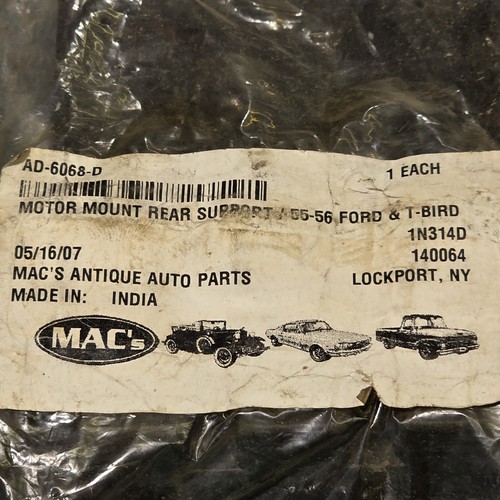 AD-6068-D 1 EACH
MOTOR MOUNT REAR SUPPORT / 55-56 FORD & T-BIRD
1N314D
05/16/07 140064
MAC'S ANTIQUE AUTO PARTS LOCKPORT, NY
MADE IN: INDIA
MAC's